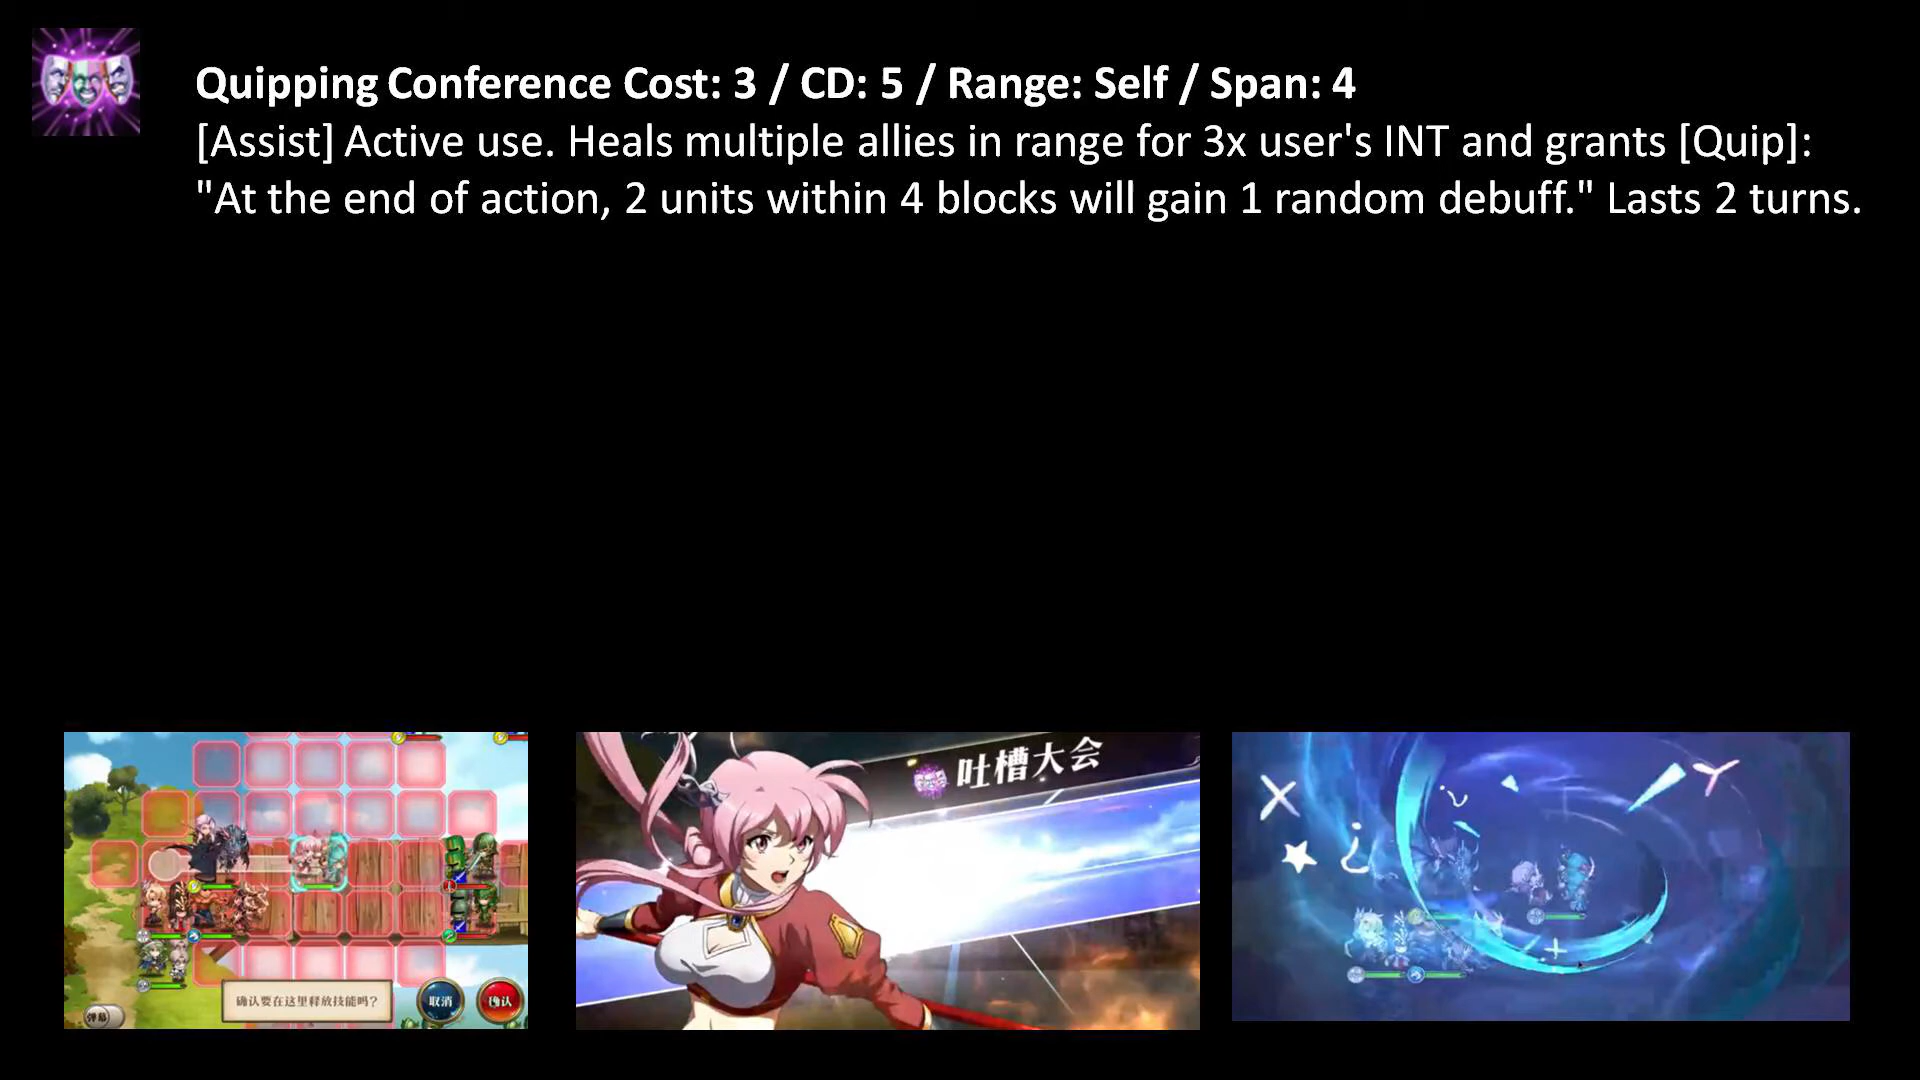 Quipping Conference Cost: 3 / CD: 5 / Range: Self / Span: 4
[Assist] Active use. Heals multiple allies in range for 3x user's INT and grants [Quip]:
"At the end of action, 2 units within 4 blocks will gain 1 random debuff." Lasts 2 turns.
吐槽大会
确认要在这里释放技能吗?
取消
确认
弹幕